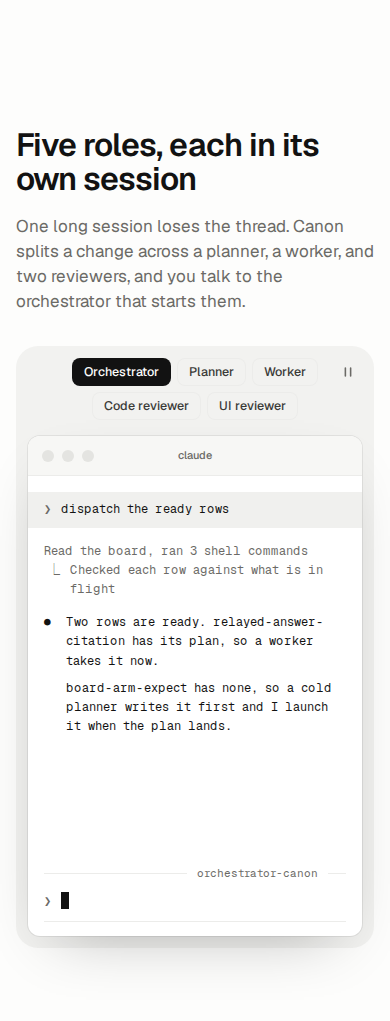 Five roles, each in its
own session
One long session loses the thread. Canon
splits a change across a planner, a worker, and
two reviewers, and you talk to the
orchestrator that starts them.
Orchestrator Planner Worker
Code reviewer UI reviewer
claude
❯ dispatch the ready rows
Read the board, ran 3 shell commands
⎿ Checked each row against what is in
flight
● Two rows are ready. relayed-answer-
citation has its plan, so a worker
takes it now.
board-arm-expect has none, so a cold
planner writes it first and I launch
it when the plan lands.
orchestrator-canon
❯